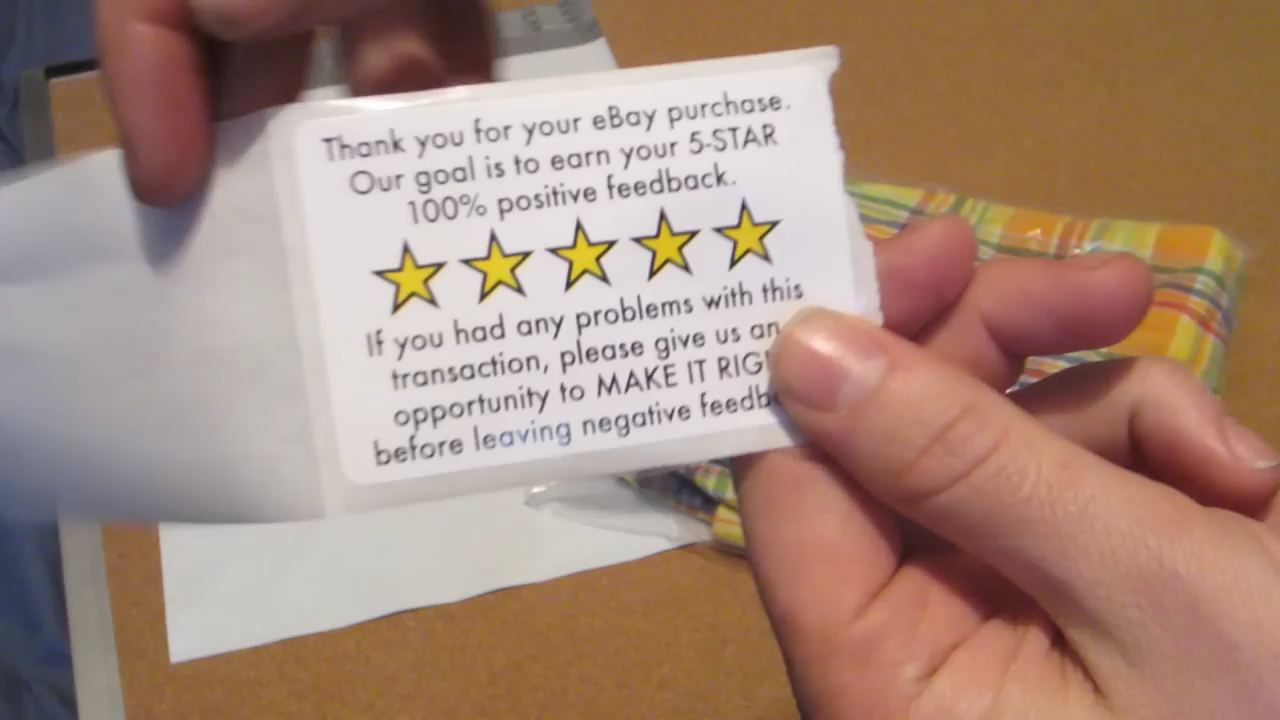 Thank you for your eBay purchase.
Our goal is to earn your 5-STAR
100% positive feedback.
If you had any problems with this
transaction, please give us an
opportunity to MAKE IT RIG
before leaving negative feedb